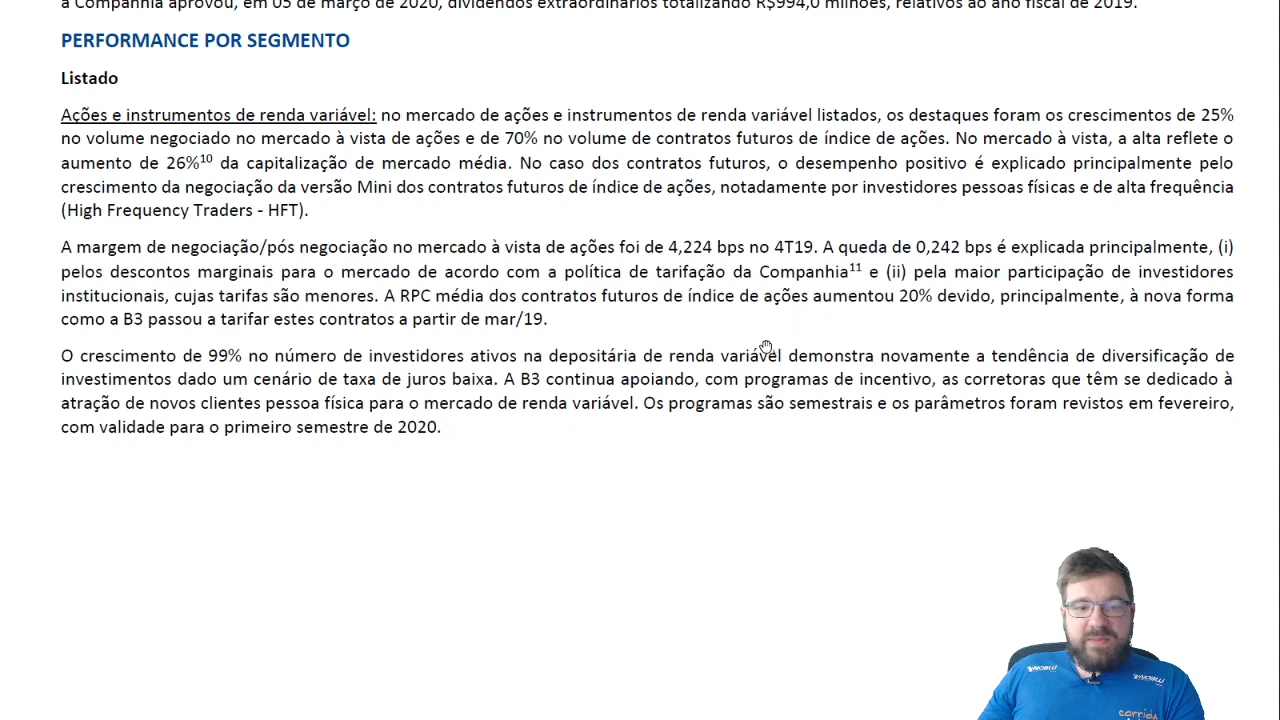 a Companhia aprovou, em 05 de março de 2020, dividendos extraordinários totalizando R$994,0 milhões, relativos ao ano fiscal de 2019.
PERFORMANCE POR SEGMENTO
Listado
Ações e instrumentos de renda variável: no mercado de ações e instrumentos de renda variável listados, os destaques foram os crescimentos de 25%
no volume negociado no mercado à vista de ações e de 70% no volume de contratos futuros de índice de ações. No mercado à vista, a alta reflete o
aumento de 26%¹⁰ da capitalização de mercado média. No caso dos contratos futuros, o desempenho positivo é explicado principalmente pelo
crescimento da negociação da versão Mini dos contratos futuros de índice de ações, notadamente por investidores pessoas físicas e de alta frequência
(High Frequency Traders - HFT).
A margem de negociação/pós negociação no mercado à vista de ações foi de 4,224 bps no 4T19. A queda de 0,242 bps é explicada principalmente, (i)
pelos descontos marginais para o mercado de acordo com a política de tarifação da Companhia¹¹ e (ii) pela maior participação de investidores
institucionais, cujas tarifas são menores. A RPC média dos contratos futuros de índice de ações aumentou 20% devido, principalmente, à nova forma
como a B3 passou a tarifar estes contratos a partir de mar/19.
O crescimento de 99% no número de investidores ativos na depositária de renda variável demonstra novamente a tendência de diversificação de
investimentos dado um cenário de taxa de juros baixa. A B3 continua apoiando, com programas de incentivo, as corretoras que têm se dedicado à
atração de novos clientes pessoa física para o mercado de renda variável. Os programas são semestrais e os parâmetros foram revistos em fevereiro,
com validade para o primeiro semestre de 2020.
NOBLU
NOBLU
corrida